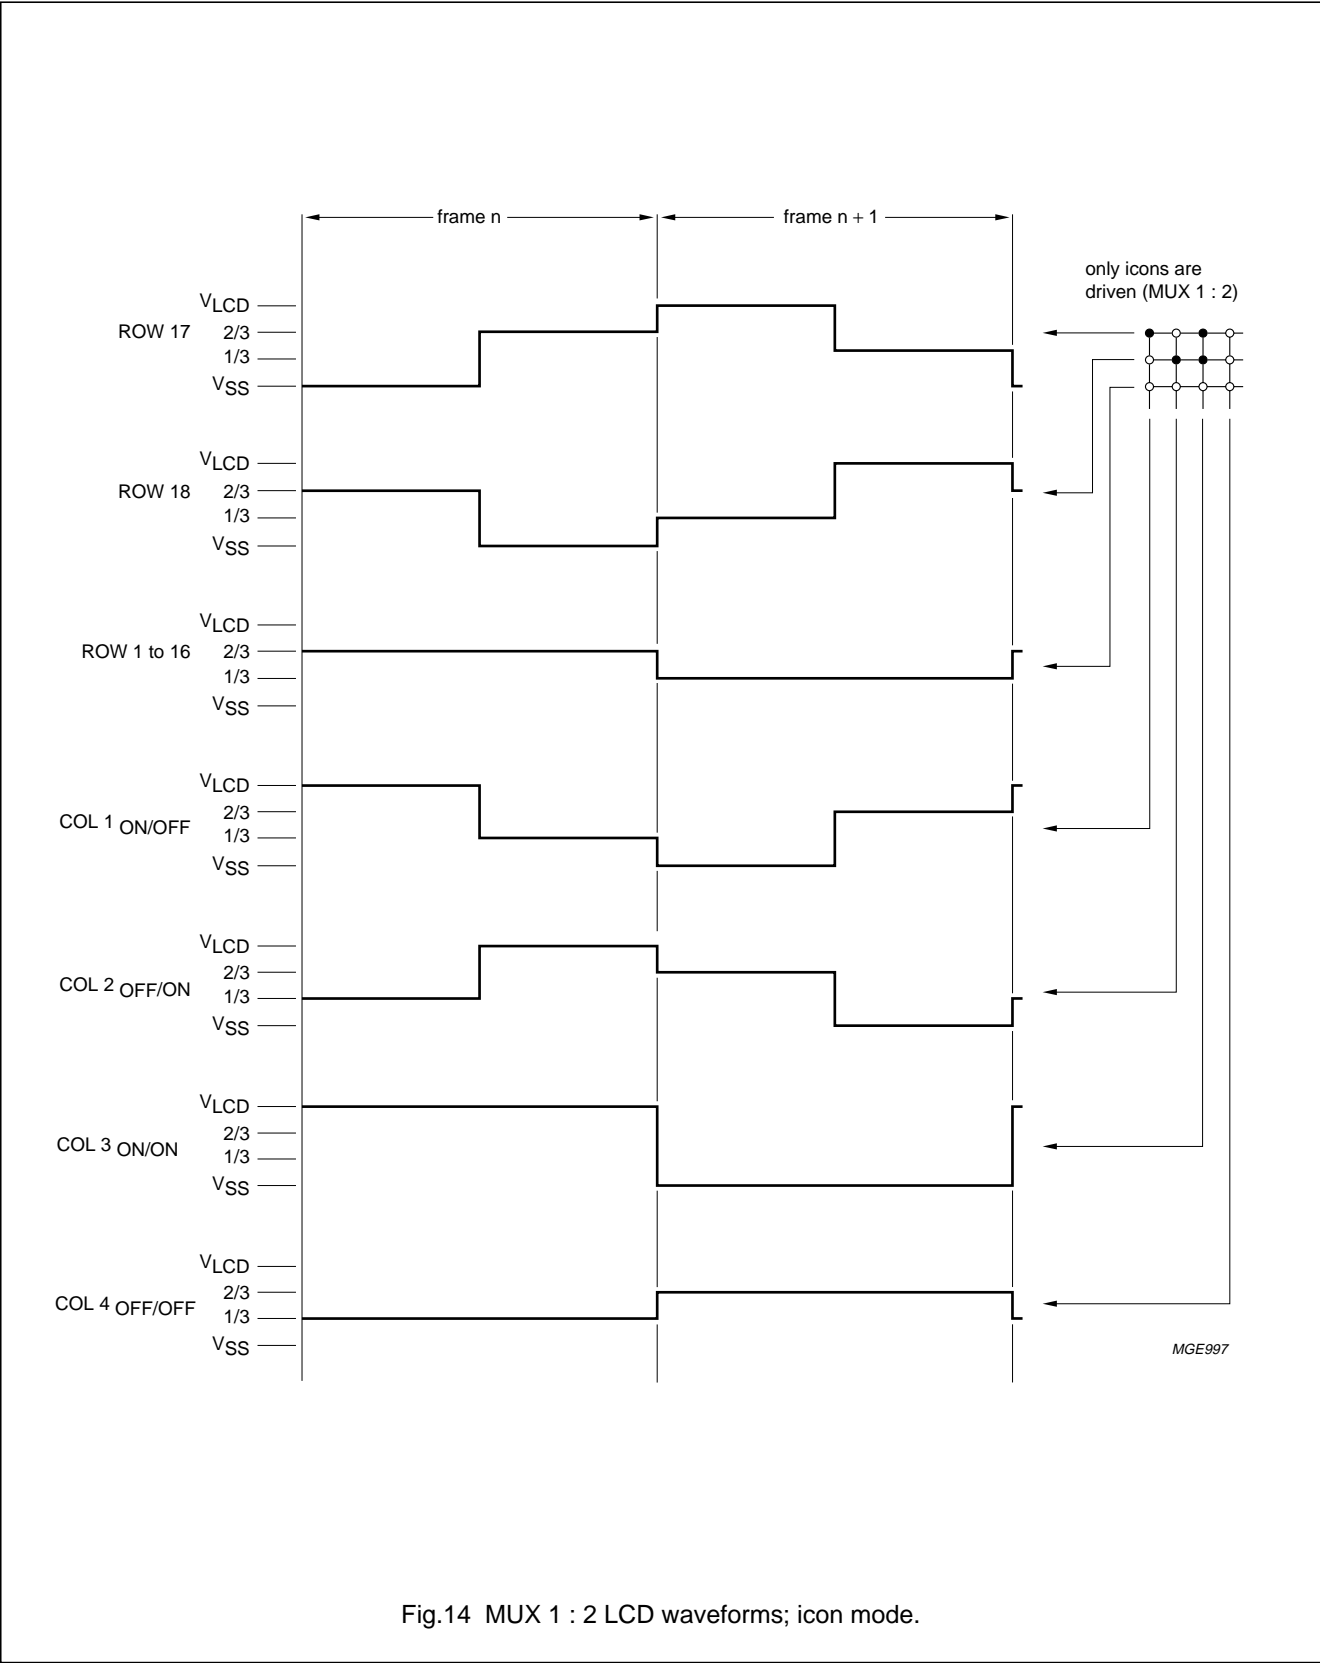 frame n
frame n + 1
only icons are
driven (MUX 1 : 2)
VLCD
ROW 17 2/3
1/3
VSS
VLCD
ROW 18 2/3
1/3
VSS
VLCD
ROW 1 to 16 2/3
1/3
VSS
VLCD
2/3
COL 1 ON/OFF 1/3
VSS
VLCD
2/3
COL 2 OFF/ON 1/3
VSS
VLCD
2/3
COL 3 ON/ON 1/3
VSS
VLCD
2/3
COL 4 OFF/OFF 1/3
VSS
MGE997
Fig.14 MUX 1 : 2 LCD waveforms; icon mode.